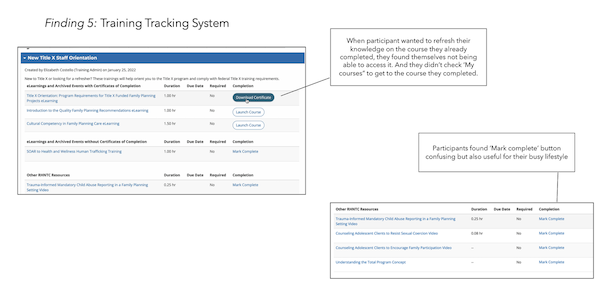 Finding 5: Training Tracking System
New Title X Staff Orientation
Created by Elizabeth Costello (Training Admin) on January 25, 2022
New to Title X or looking for a refresher? These trainings will help orient you to the Title X program and comply with federal Title X training requirements.
eLearnings and Archived Events with Certificates of Completion Duration Due Date Required Completion
Title X Orientation: Program Requirements for Title X Funded Family Planning Projects eLearning 1.00 hr No Download Certificate
Introduction to the Quality Family Planning Recommendations eLearning 1.00 hr No Launch Course
Cultural Competency in Family Planning Care eLearning 1.50 hr No Launch Course
eLearnings and Archived Events without Certificates of Completion Duration Due Date Required Completion
SOAR to Health and Wellness Human Trafficking Training 1.00 hr No Mark Complete
Other RHNTC Resources Duration Due Date Required Completion
Trauma-Informed Mandatory Child Abuse Reporting in a Family Planning Setting Video 0.25 hr No Mark Complete
When participant wanted to refresh their
knowledge on the course they already
completed, they found themselves not being
able to access it. And they didn't check 'My
courses" to get to the course they completed.
Participants found 'Mark complete' button
confusing but also useful for their busy lifestyle
Other RHNTC Resources Duration Due Date Required Completion
Trauma-Informed Mandatory Child Abuse Reporting in a Family Planning Setting Video 0.25 hr No Mark Complete
Counseling Adolescent Clients to Resist Sexual Coercion Video 0.08 hr No Mark Complete
Counseling Adolescent Clients to Encourage Family Participation Video -- No Mark Complete
Understanding the Total Program Concept -- No Mark Complete